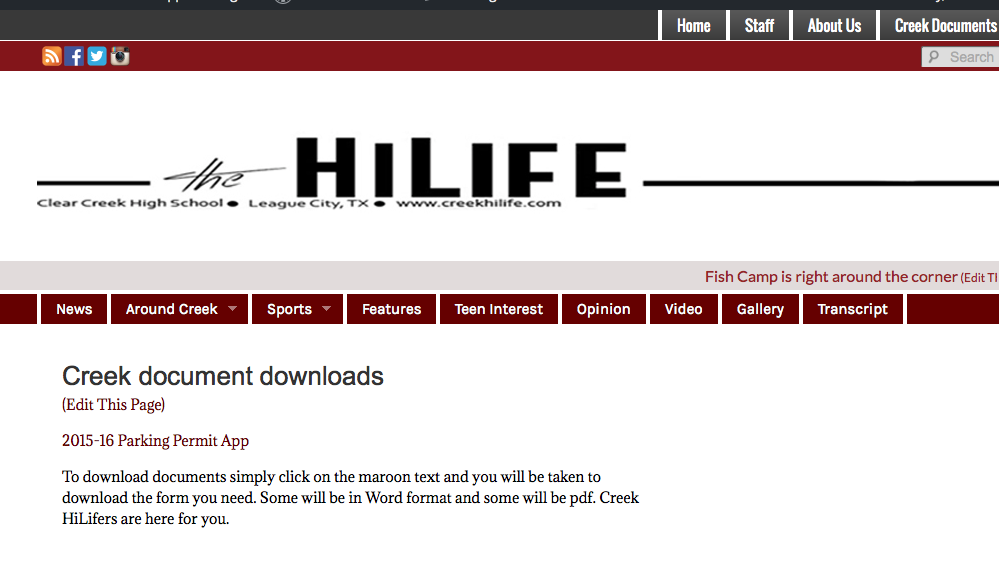 Home Staff About Us Creek Documents
Search
the HiLIFE
Clear Creek High School ● League City, TX ● www.creekhilife.com
Fish Camp is right around the corner (Edit
News Around Creek Sports Features Teen Interest Opinion Video Gallery Transcript
Creek document downloads
(Edit This Page)
2015-16 Parking Permit App
To download documents simply click on the maroon text and you will be taken to
download the form you need. Some will be in Word format and some will be pdf. Creek
HiLifers are here for you.